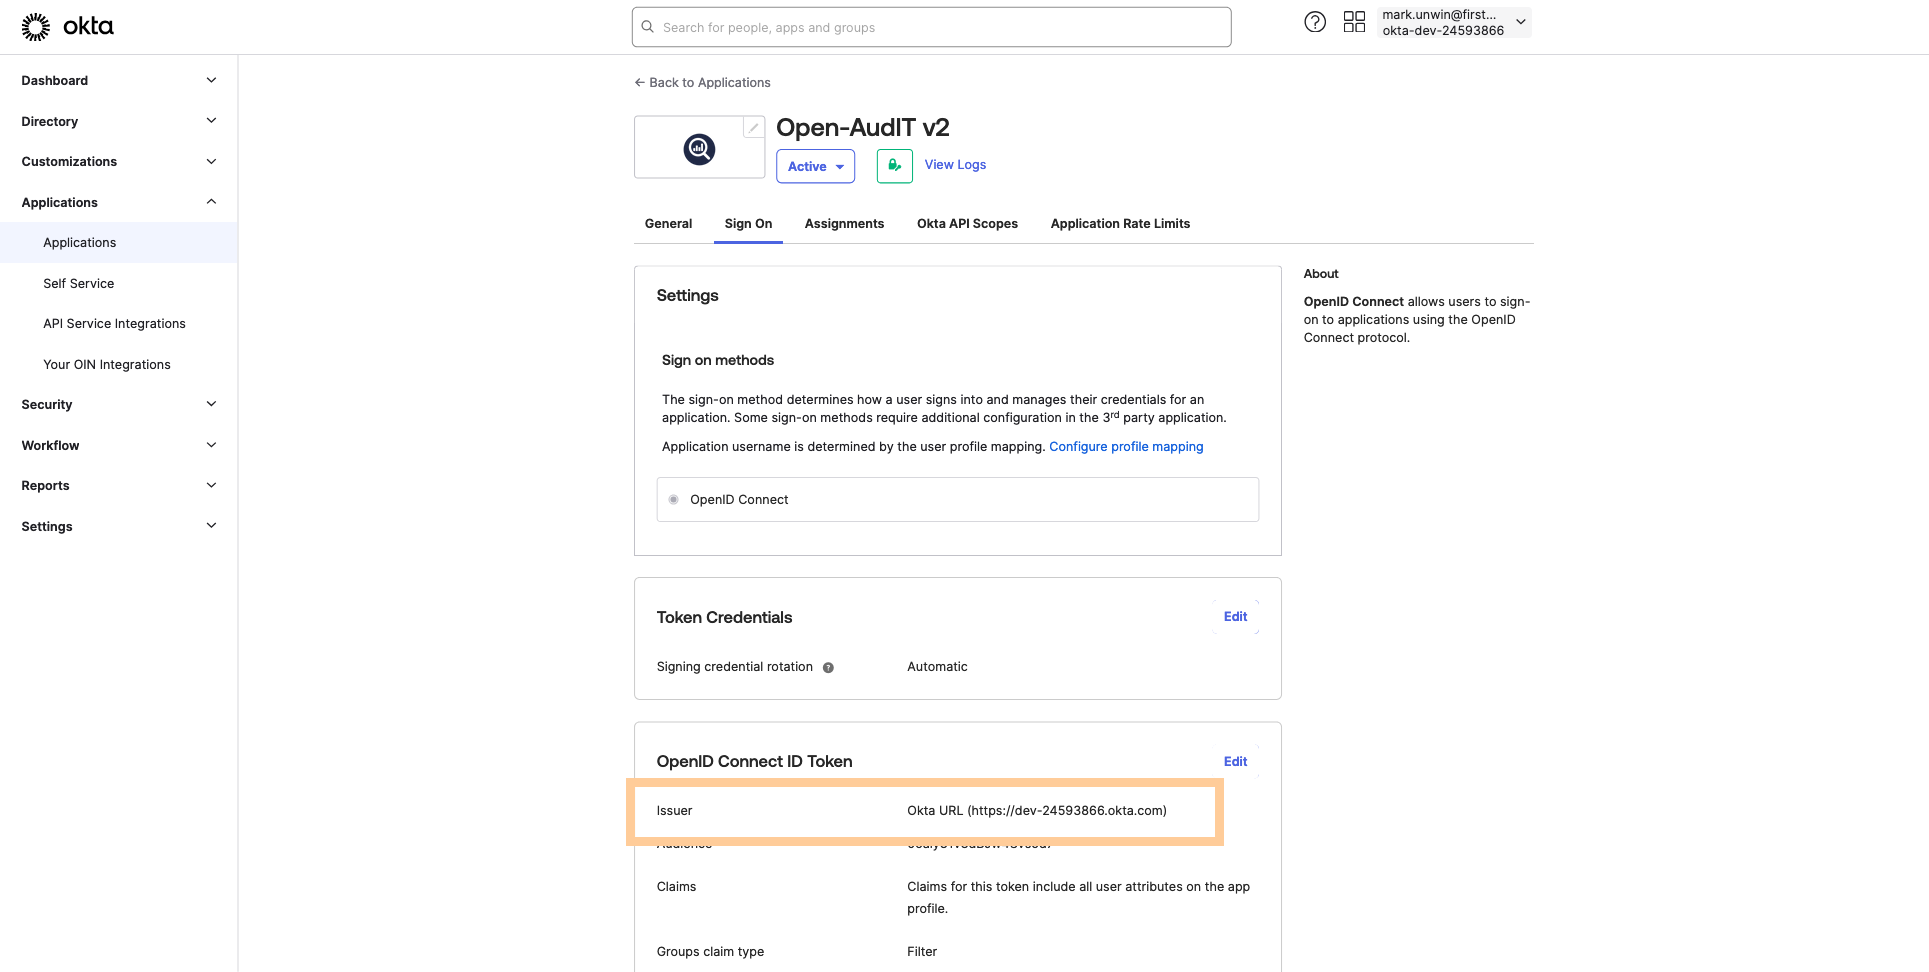 okta
Search for people, apps and groups
mark.unwin@first...
okta-dev-24593866
Dashboard
Directory
Customizations
Applications
Applications
Self Service
API Service Integrations
Your OIN Integrations
Security
Workflow
Reports
Settings
← Back to Applications
Open-AudIT v2
Active
View Logs
General
Sign On
Assignments
Okta API Scopes
Application Rate Limits
Settings
Sign on methods
The sign-on method determines how a user signs into and manages their credentials for an
application. Some sign-on methods require additional configuration in the 3rd party application.
Application username is determined by the user profile mapping. Configure profile mapping
OpenID Connect
Token Credentials
Edit
Signing credential rotation
Automatic
OpenID Connect ID Token
Edit
Issuer
Okta URL (https://dev-24593866.okta.com)
Audience
Claims
Claims for this token include all user attributes on the app
profile.
Groups claim type
Filter
About
OpenID Connect allows users to sign-
on to applications using the OpenID
Connect protocol.